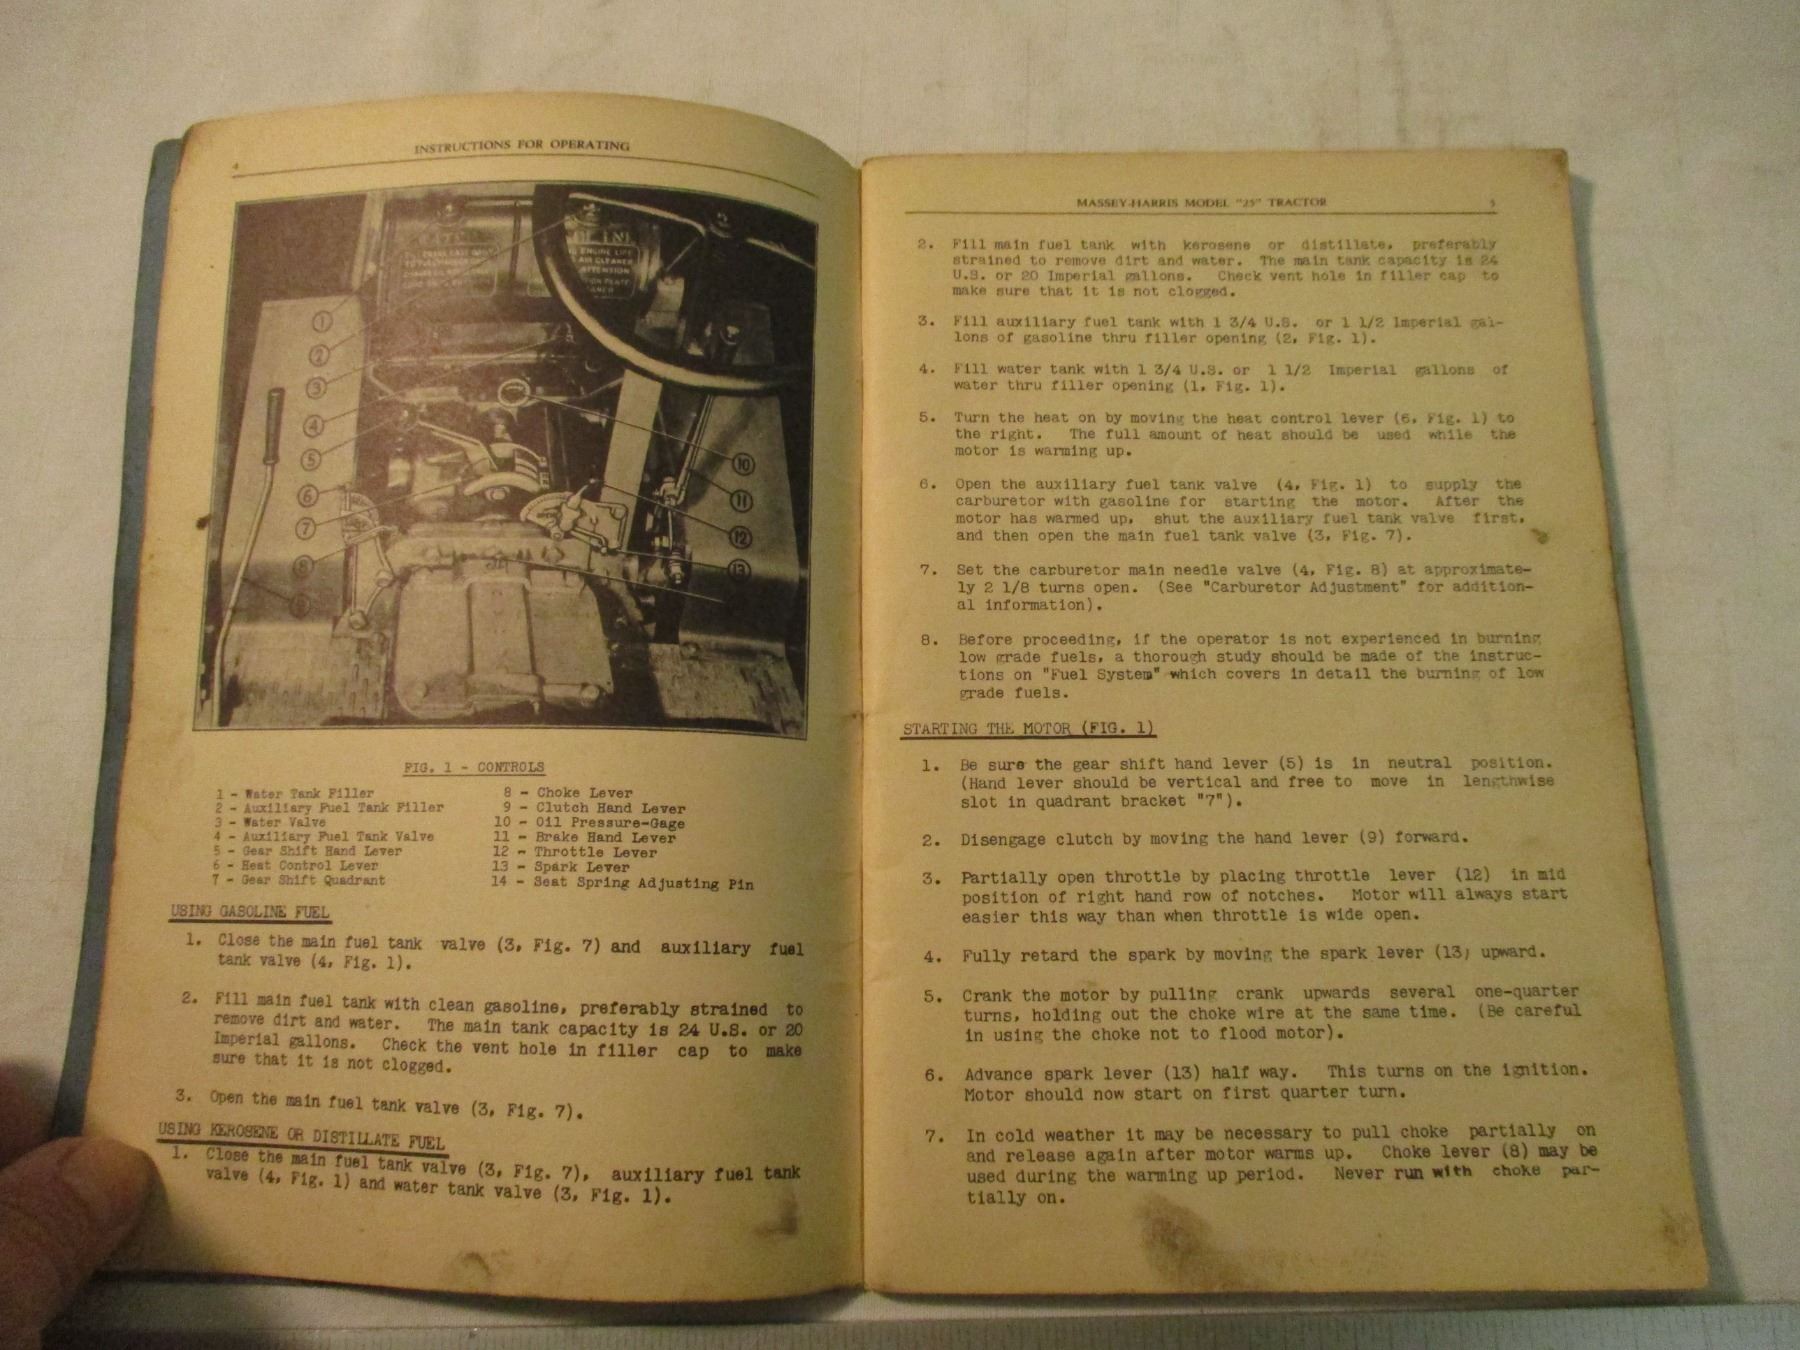 4
INSTRUCTIONS FOR OPERATING
ENGINE LIFE
AIR CLEANER
ATTENTION
1
2
3
4
5
6
7
8
10
11
12
13
FIG. 1 - CONTROLS
1 - Water Tank Filler
2 - Auxiliary Fuel Tank Filler
3 - Water Valve
4 - Auxiliary Fuel Tank Valve
5 - Gear Shift Hand Lever
6 - Heat Control Lever
7 - Gear Shift Quadrant
8 - Choke Lever
9 - Clutch Hand Lever
10 - Oil Pressure-Gage
11 - Brake Hand Lever
12 - Throttle Lever
13 - Spark Lever
14 - Seat Spring Adjusting Pin
USING GASOLINE FUEL
1. Close the main fuel tank valve (3, Fig. 7) and auxiliary fuel
tank valve (4, Fig. 1).
2. Fill main fuel tank with clean gasoline, preferably strained to
remove dirt and water. The main tank capacity is 24 U.S. or 20
Imperial gallons. Check the vent hole in filler cap to make
sure that it is not clogged.
3. Open the main fuel tank valve (3, Fig. 7).
USING KEROSENE OR DISTILLATE FUEL
1. Close the main fuel tank valve (3, Fig. 7), auxiliary fuel tank
valve (4, Fig. 1) and water tank valve (3, Fig. 1).
MASSEY-HARRIS MODEL "25" TRACTOR
5
2. Fill main fuel tank with kerosene or distillate, preferably
strained to remove dirt and water. The main tank capacity is 24
U.S. or 20 Imperial gallons. Check vent hole in filler cap to
make sure that it is not clogged.
3. Fill auxiliary fuel tank with 1 3/4 U.S. or 1 1/2 Imperial gal-
lons of gasoline thru filler opening (2, Fig. 1).
4. Fill water tank with 1 3/4 U.S. or 1 1/2 Imperial gallons of
water thru filler opening (1, Fig. 1).
5. Turn the heat on by moving the heat control lever (6, Fig. 1) to
the right. The full amount of heat should be used while the
motor is warming up.
6. Open the auxiliary fuel tank valve (4, Fig. 1) to supply the
carburetor with gasoline for starting the motor. After the
motor has warmed up, shut the auxiliary fuel tank valve first,
and then open the main fuel tank valve (3, Fig. 7).
7. Set the carburetor main needle valve (4, Fig. 8) at approximate-
ly 2 1/8 turns open. (See "Carburetor Adjustment" for addition-
al information).
8. Before proceeding, if the operator is not experienced in burning
low grade fuels, a thorough study should be made of the instruc-
tions on "Fuel System" which covers in detail the burning of low
grade fuels.
STARTING THE MOTOR (FIG. 1)
1. Be sure the gear shift hand lever (5) is in neutral position.
(Hand lever should be vertical and free to move in lengthwise
slot in quadrant bracket "7").
2. Disengage clutch by moving the hand lever (9) forward.
3. Partially open throttle by placing throttle lever (12) in mid
position of right hand row of notches. Motor will always start
easier this way than when throttle is wide open.
4. Fully retard the spark by moving the spark lever (13) upward.
5. Crank the motor by pulling crank upwards several one-quarter
turns, holding out the choke wire at the same time. (Be careful
in using the choke not to flood motor).
6. Advance spark lever (13) half way. This turns on the ignition.
Motor should now start on first quarter turn.
7. In cold weather it may be necessary to pull choke partially on
and release again after motor warms up. Choke lever (8) may be
used during the warming up period. Never run with choke par-
tially on.